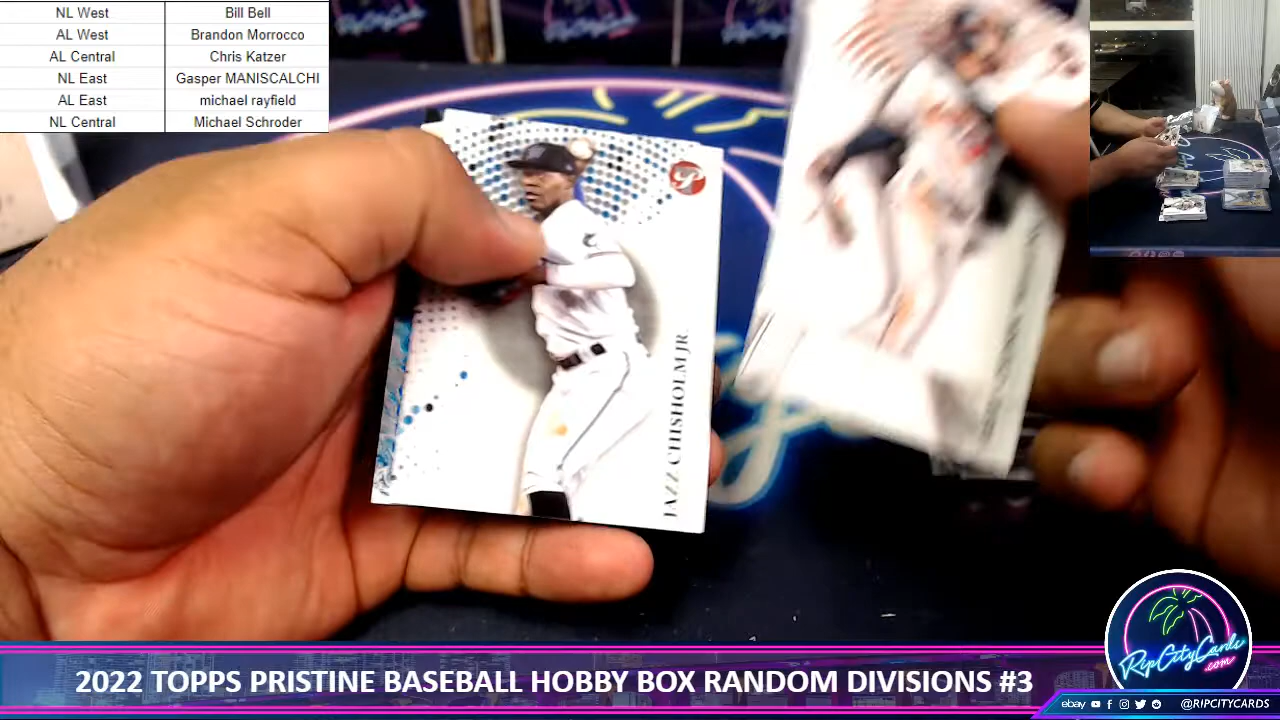 NL West Bill Bell
AL West Brandon Morrocco
AL Central Chris Katzer
NL East Gasper MANISCALCHI
AL East michael rayfield
NL Central Michael Schroder
P
JAZZ CHISHOLM JR.
RipCityCards
.com
2022 TOPPS PRISTINE BASEBALL HOBBY BOX RANDOM DIVISIONS #3
ebay @RIPCITYCARDS